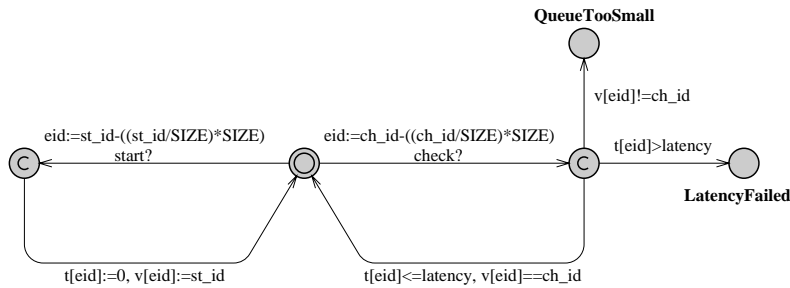 QueueTooSmall
v[eid]!=ch_id
eid:=st_id-((st_id/SIZE)*SIZE)
start?
eid:=ch_id-((ch_id/SIZE)*SIZE)
check?
t[eid]>latency
C
C
LatencyFailed
t[eid]:=0, v[eid]:=st_id
t[eid]<=latency, v[eid]==ch_id